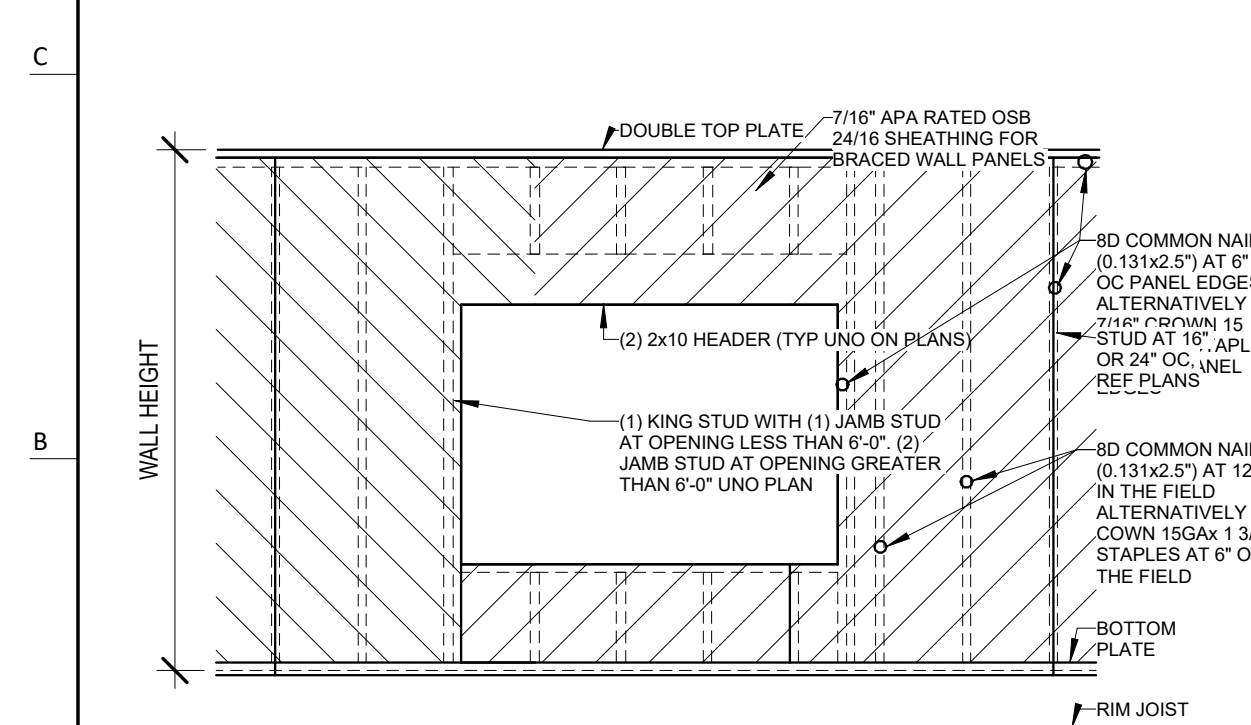 C
DOUBLE TOP PLATE
7/16" APA RATED OSB
24/16 SHEATHING FOR
BRACED WALL PANELS
8D COMMON NAI
(0.131x2.5") AT 6"
OC PANEL EDGES
ALTERNATIVELY
7/16" CROWN 15
STUD AT 16"
OR 24" OC,
REF PLANS
(2) 2x10 HEADER (TYP UNO ON PLANS)
WALL HEIGHT
(1) KING STUD WITH (1) JAMB STUD
AT OPENING LESS THAN 6'-0". (2)
JAMB STUD AT OPENING GREATER
THAN 6'-0" UNO PLAN
B
8D COMMON NAI
(0.131x2.5") AT 12
IN THE FIELD
ALTERNATIVELY
COWN 15GAx 1 3/
STAPLES AT 6" O
THE FIELD
BOTTOM
PLATE
RIM JOIST